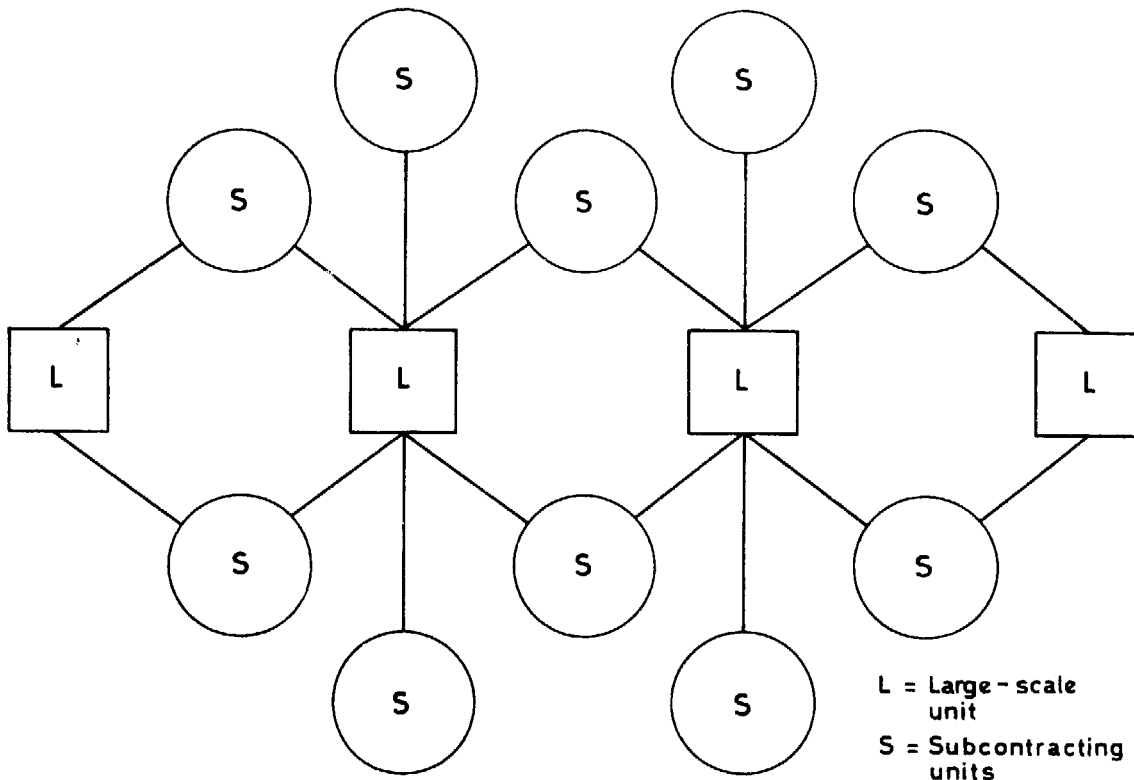 S S
S S S
L L L L
S S S
S S
L = Large-scale
unit
S = Subcontracting
units